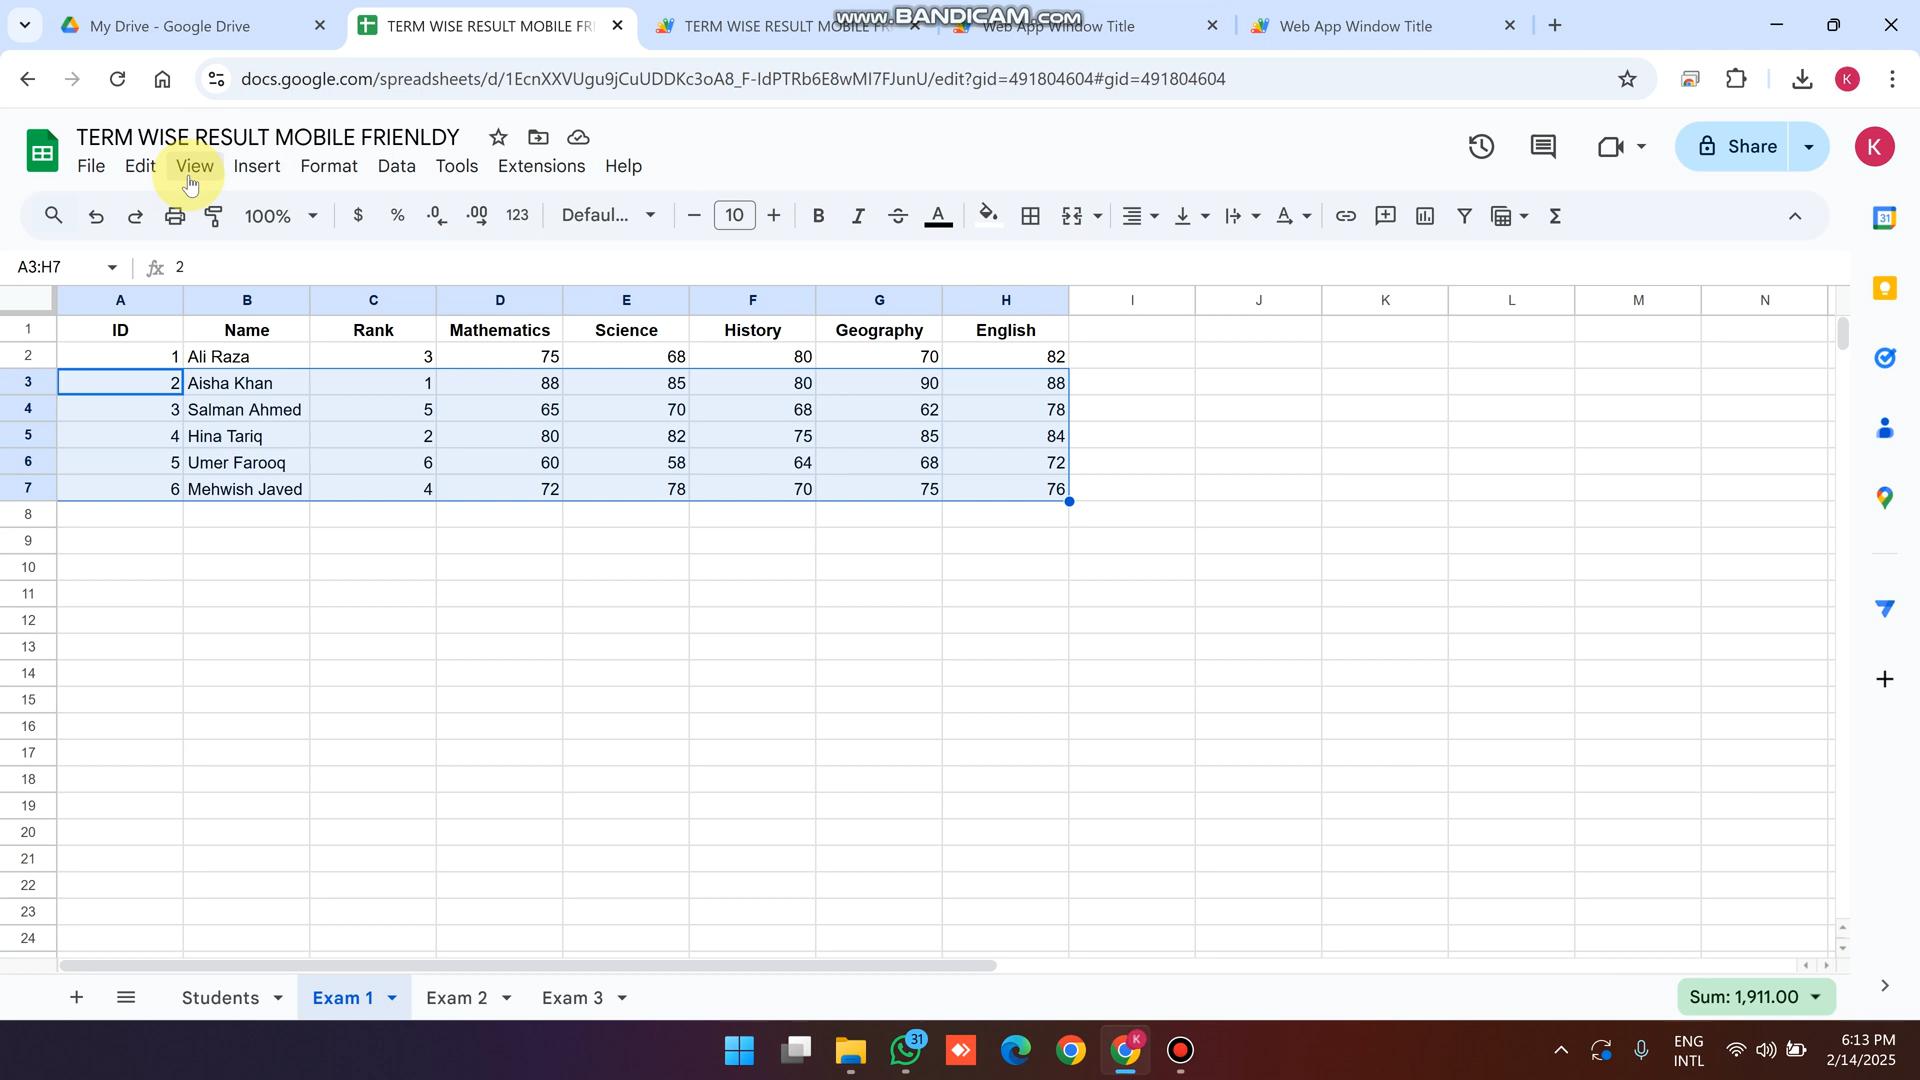 My Drive - Google Drive
TERM WISE RESULT MOBILE FRI
TERM WISE RESULT MOBILE FR
Web App Window Title
Web App Window Title
www.BANDICAM.com
docs.google.com/spreadsheets/d/1EcnXXVUgu9jCuUDDKc3oA8_F-IdPTRb6E8wMI7FJunU/edit?gid=491804604#gid=491804604
K
TERM WISE RESULT MOBILE FRIENLDY
Share
K
File Edit View Insert Format Data Tools Extensions Help
100% $ % .0 .00 123 Defaul... 10 B I S A
31
A3:H7 fx 2
A B C D E F G H I J K L M N
1 ID Name Rank Mathematics Science History Geography English
2 1 Ali Raza 3 75 68 80 70 82
3 2 Aisha Khan 1 88 85 80 90 88
4 3 Salman Ahmed 5 65 70 68 62 78
5 4 Hina Tariq 2 80 82 75 85 84
6 5 Umer Farooq 6 60 58 64 68 72
7 6 Mehwish Javed 4 72 78 70 75 76
8
9
10
11
12
13
14
15
16
17
18
19
20
21
22
23
24
Students Exam 1 Exam 2 Exam 3 Sum: 1,911.00
31
K
ENG
INTL
6:13 PM
2/14/2025